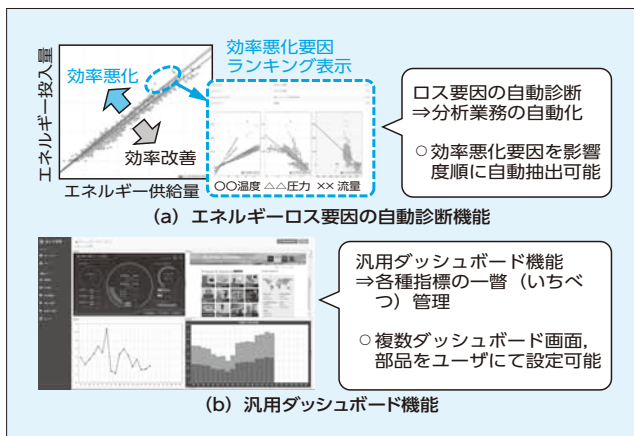 効率悪化要因
ランキング表示
エネルギー投入量
効率悪化
効率改善
エネルギー供給量
〇〇温度 △△圧力 ×× 流量
ロス要因の自動診断
⇒分析業務の自動化
○効率悪化要因を影響
度順に自動抽出可能
(a) エネルギーロス要因の自動診断機能
汎用ダッシュボード機能
⇒各種指標の一瞥（いちべ
つ）管理
○複数ダッシュボード画面，
部品をユーザにて設定可能
(b) 汎用ダッシュボード機能